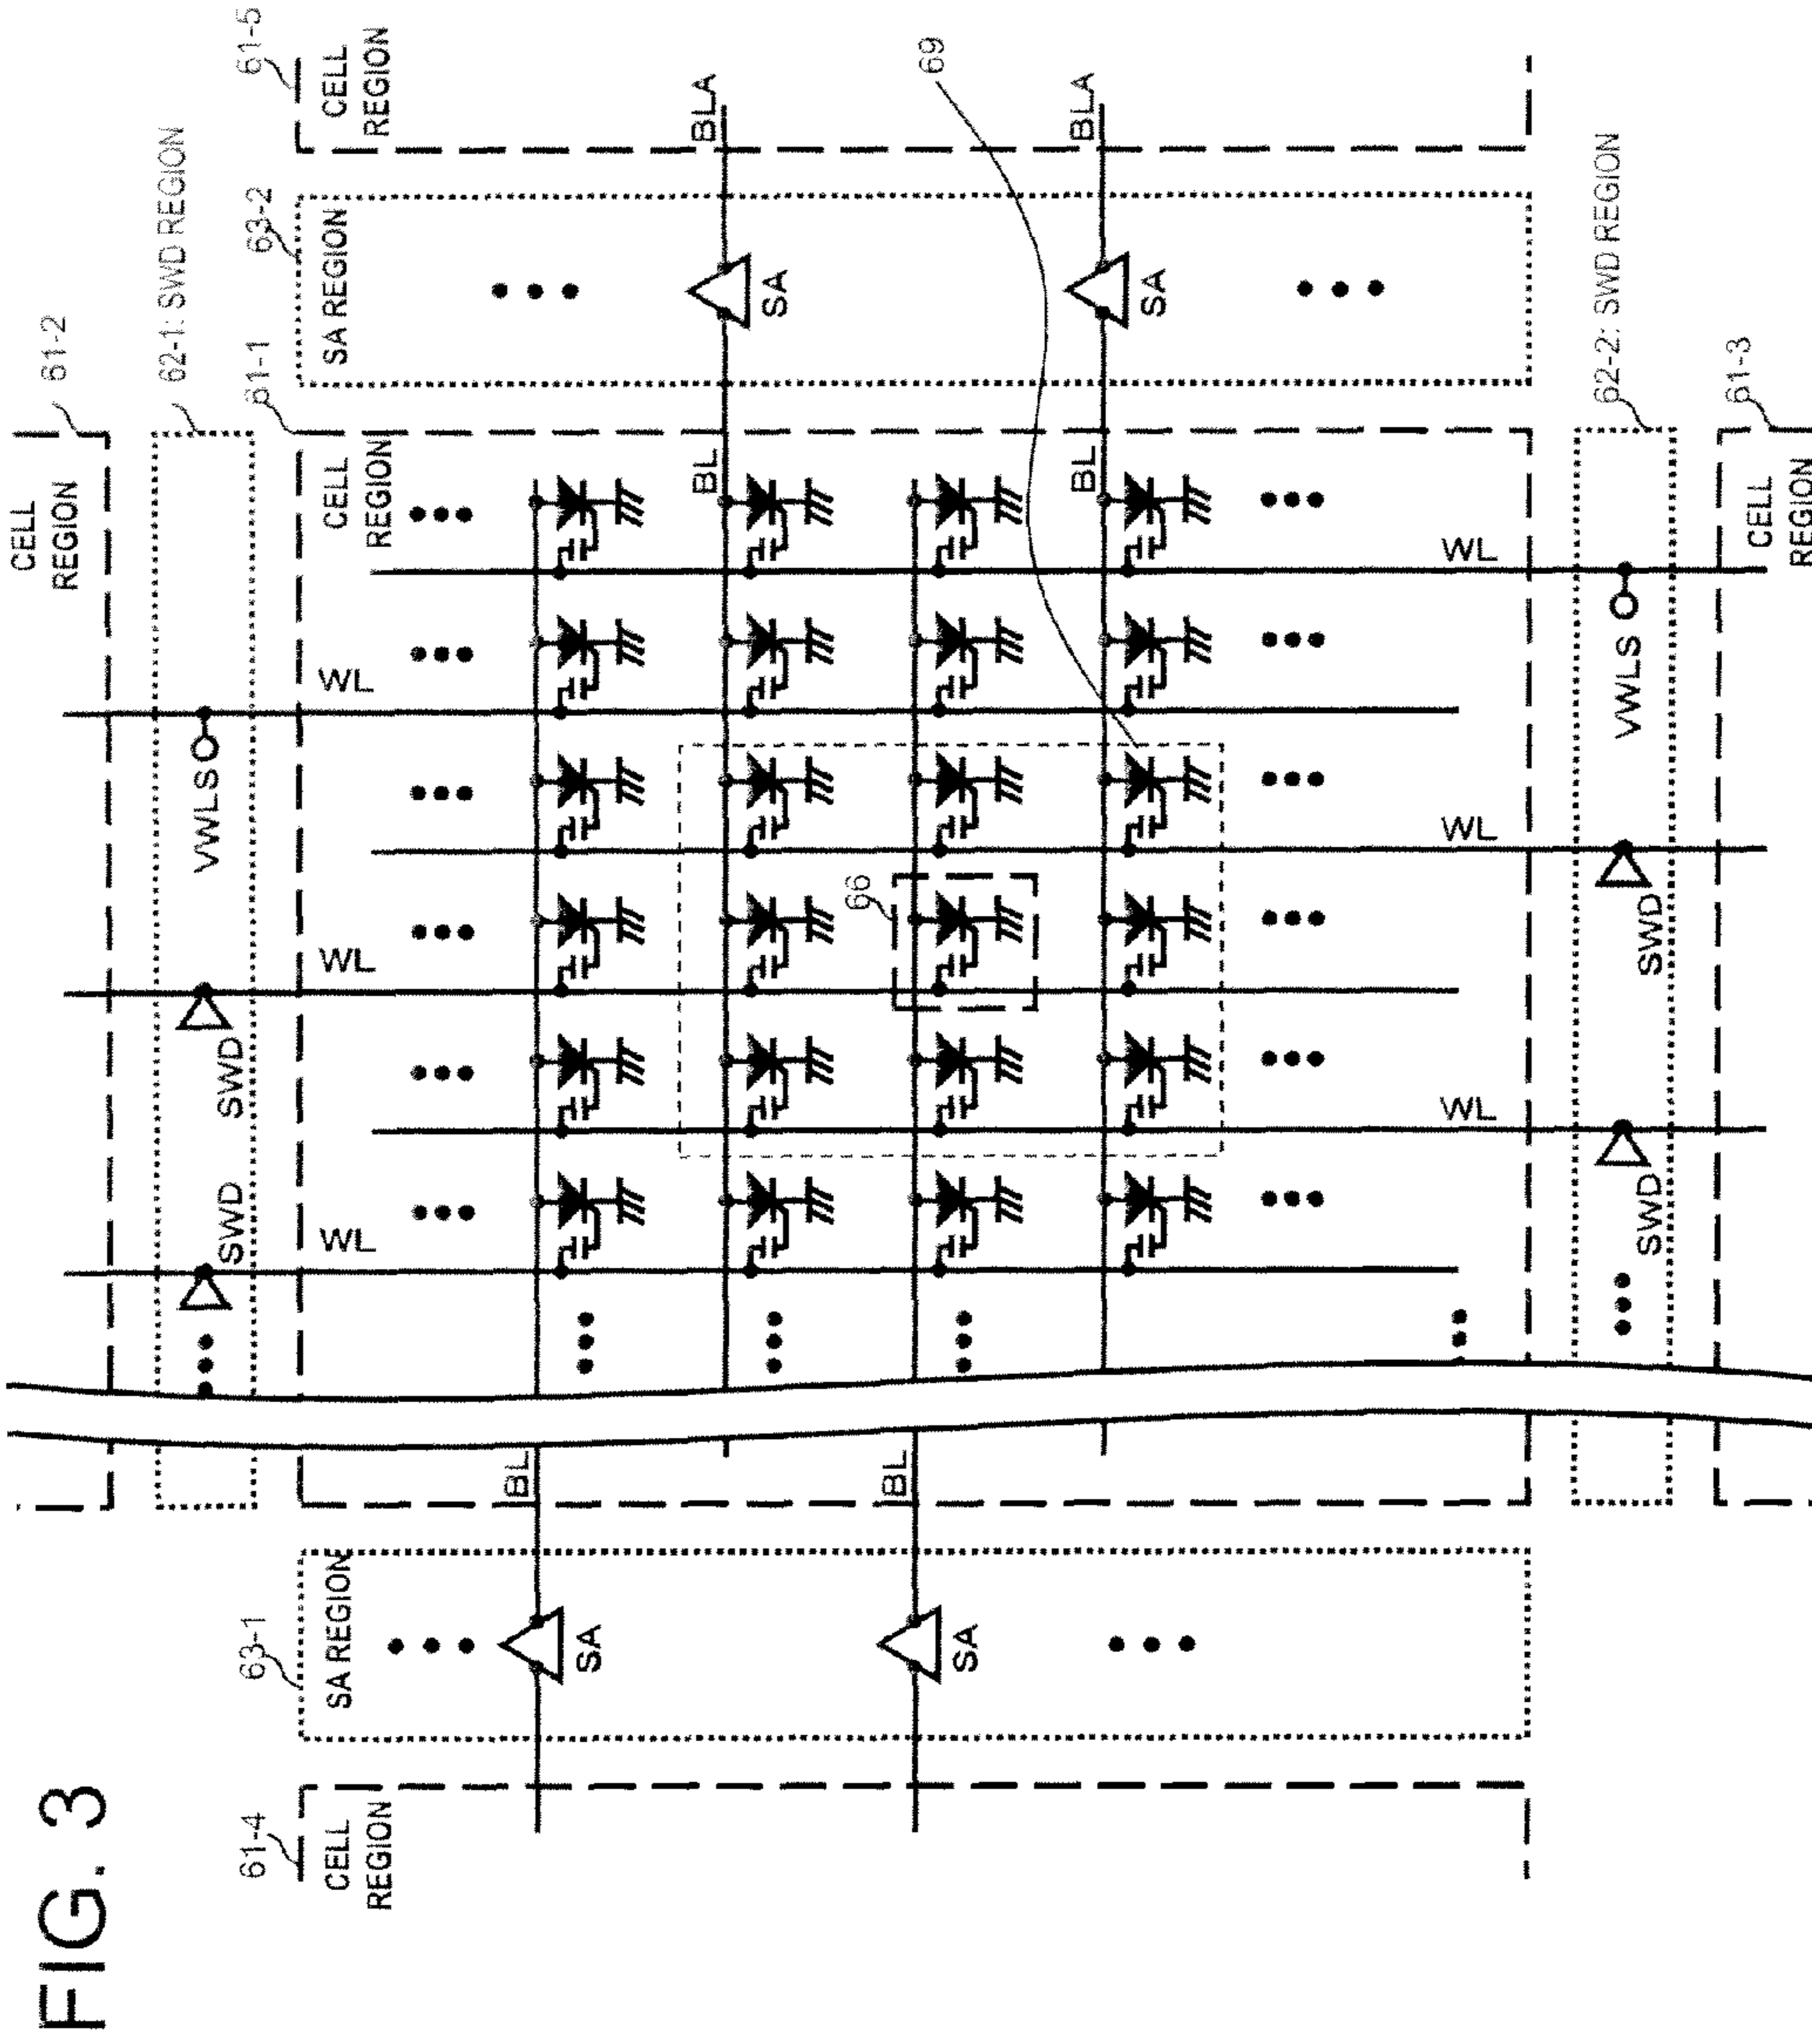 FIG. 3
61-2
CELL
REGION
62-1: SWD REGION
VWLS
SWD
SWD
61-1
CELL
REGION
WL
WL
WL
BL
BL
BL
BL
66
69
WL
WL
WL
63-2
SA REGION
SA
SA
61-5
CELL
REGION
BLA
BLA
63-1
SA REGION
SA
SA
61-4
CELL
REGION
62-2: SWD REGION
VWLS
SWD
SWD
61-3
CELL
REGION